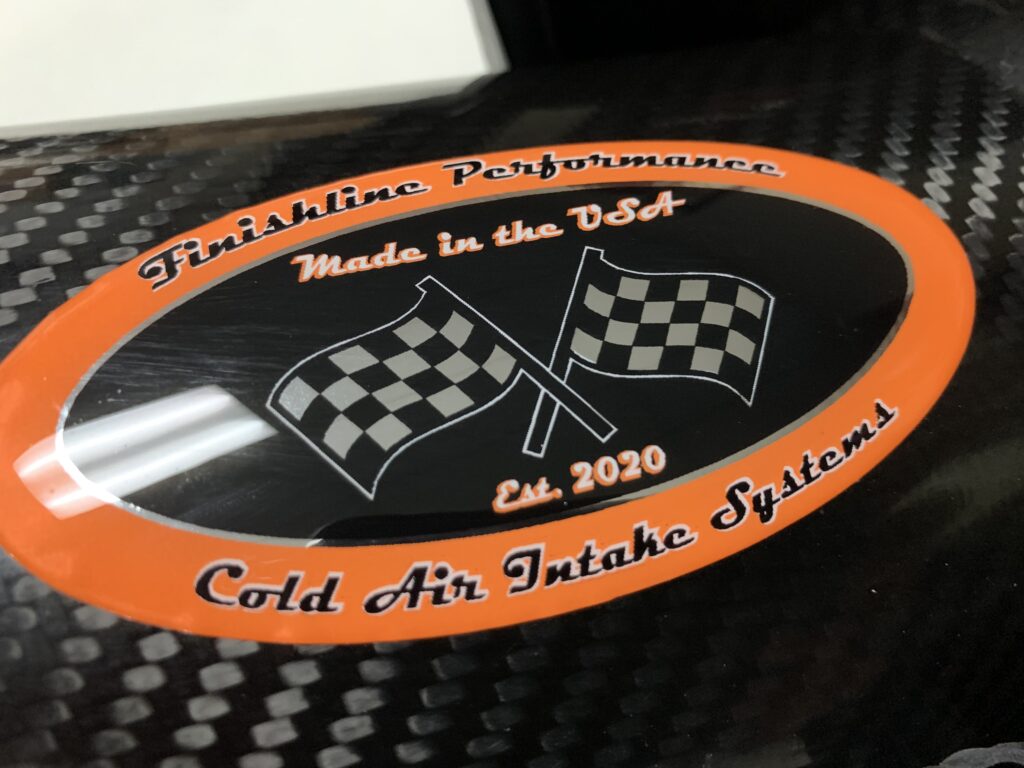 Finishline Performance
Made in the USA
Est. 2020
Cold Air Intake Systems